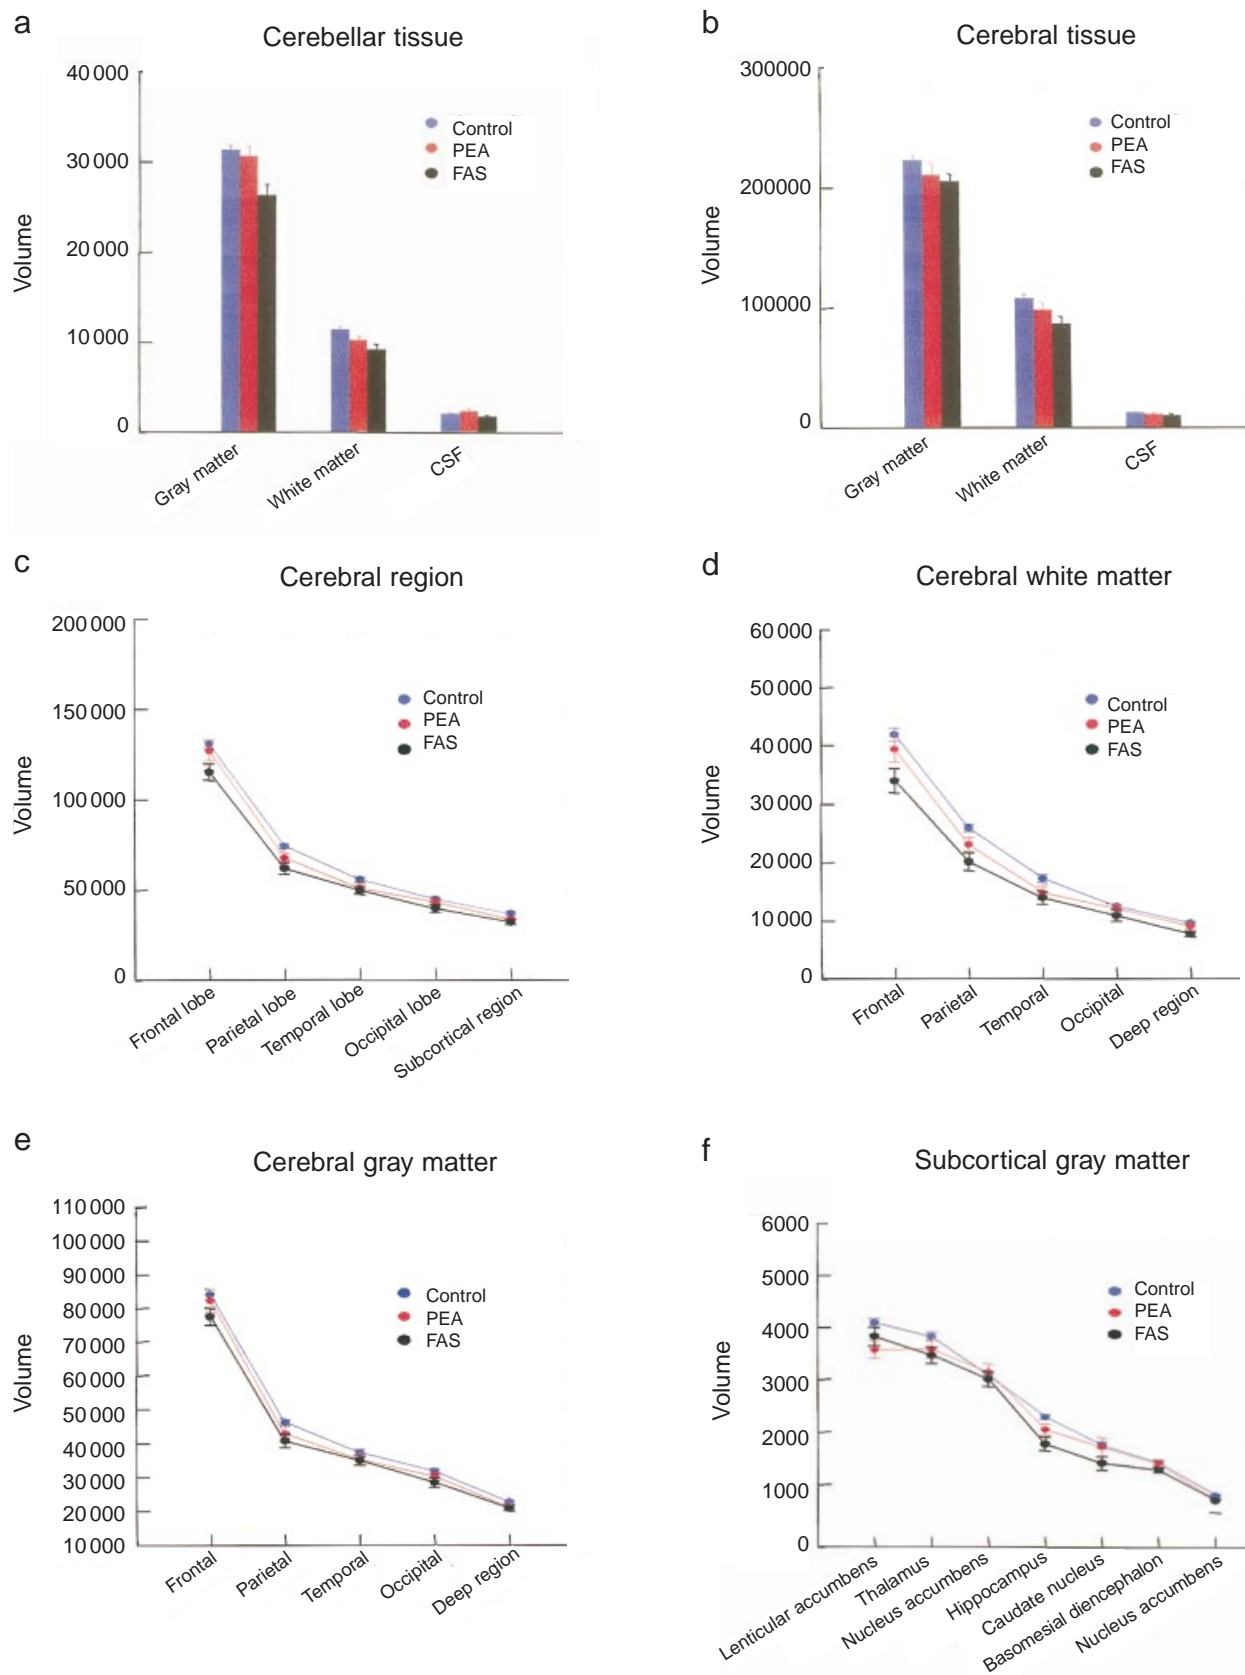 a
Cerebellar tissue
40 000
30 000
20 000
10 000
0
Volume
Control
PEA
FAS
Gray matter
White matter
CSF
b
Cerebral tissue
300000
200000
100000
0
Volume
Control
PEA
FAS
Gray matter
White matter
CSF
c
Cerebral region
200 000
150 000
100 000
50 000
0
Volume
Control
PEA
FAS
Frontal lobe
Parietal lobe
Temporal lobe
Occipital lobe
Subcortical region
d
Cerebral white matter
60 000
50 000
40 000
30 000
20 000
10 000
0
Volume
Control
PEA
FAS
Frontal
Parietal
Temporal
Occipital
Deep region
e
Cerebral gray matter
110 000
100 000
90 000
80 000
70 000
60 000
50 000
40 000
30 000
20 000
10 000
Volume
Control
PEA
FAS
Frontal
Parietal
Temporal
Occipital
Deep region
f
Subcortical gray matter
6000
5000
4000
3000
2000
1000
0
Volume
Control
PEA
FAS
Lenticular accumbens
Thalamus
Nucleus accumbens
Hippocampus
Caudate nucleus
Basomesial diencephalon
Nucleus accumbens